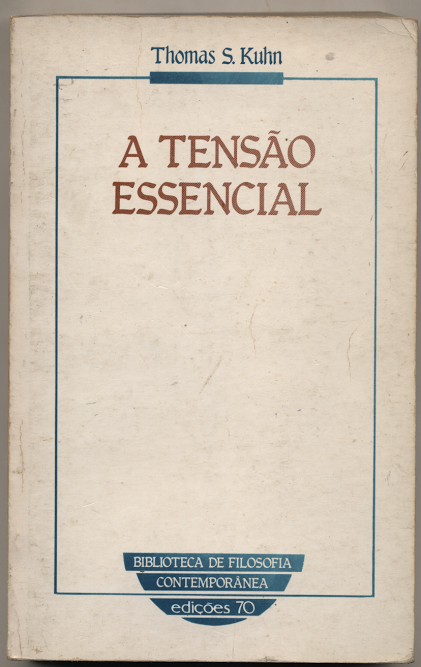 Thomas S. Kuhn
A TENSÃO
ESSENCIAL
BIBLIOTECA DE FILOSOFIA
CONTEMPORÂNEA
edições 70